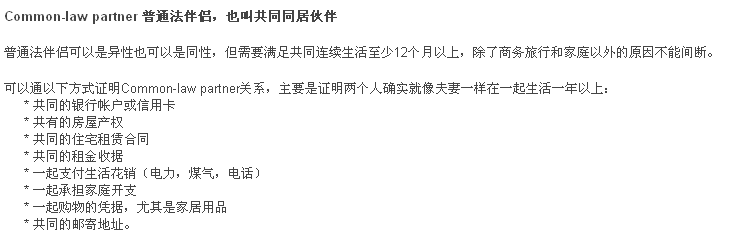 Common-law partner 普通法伴侣，也叫共同同居伙伴
普通法伴侣可以是异性也可以是同性，但需要满足共同连续生活至少12个月以上，除了商务旅行和家庭以外的原因不能间断。
可以通以下方式证明Common-law partner关系，主要是证明两个人确实就像夫妻一样在一起生活一年以上：
* 共同的银行帐户或信用卡
* 共有的房屋产权
* 共同的住宅租赁合同
* 共同的租金收据
* 一起支付生活花销（电力，煤气，电话）
* 一起承担家庭开支
* 一起购物的凭据，尤其是家居用品
* 共同的邮寄地址。